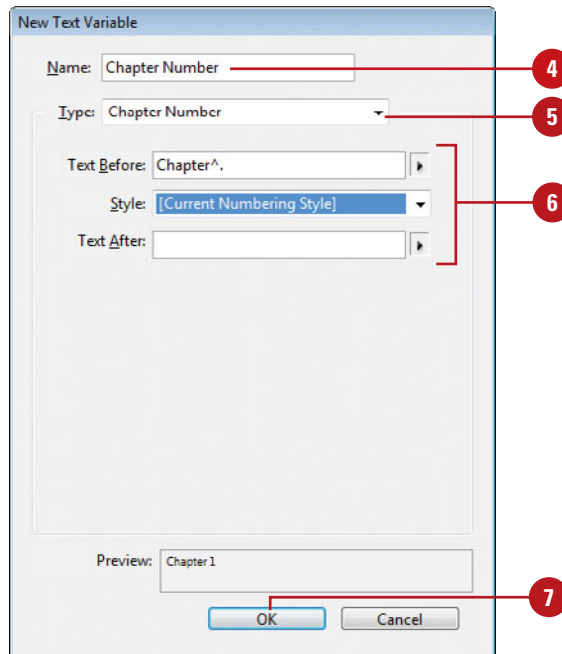 New Text Variable
Name: Chapter Number
4
Type: Chapter Number
5
Text Before: Chapter^.
Style: [Current Numbering Style]
6
Text After:
Preview: Chapter 1
7
OK Cancel